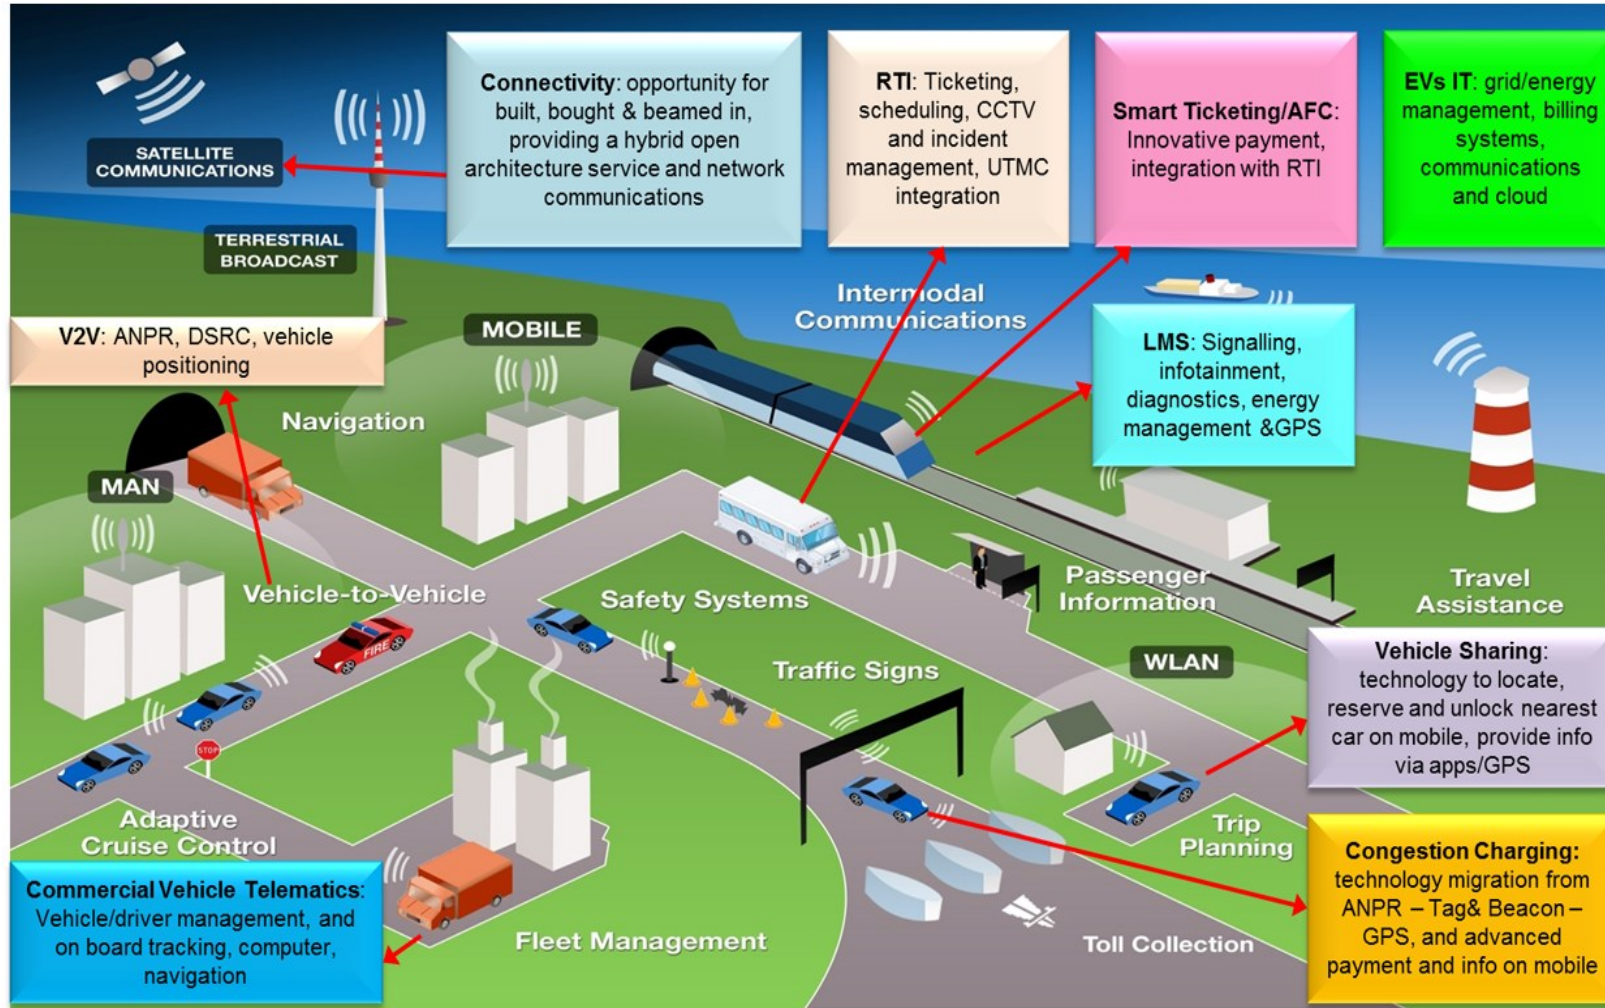 Connectivity: opportunity for
built, bought & beamed in,
providing a hybrid open
architecture service and network
communications
RTI: Ticketing,
scheduling, CCTV
and incident
management, UTMC
integration
Smart Ticketing/AFC:
Innovative payment,
integration with RTI
EVs IT: grid/energy
management, billing
systems,
communications
and cloud
SATELLITE
COMMUNICATIONS
TERRESTRIAL
BROADCAST
Intermodal
Communications
V2V: ANPR, DSRC, vehicle
positioning
MOBILE
LMS: Signalling,
infotainment,
diagnostics, energy
management &GPS
Navigation
MAN
Vehicle-to-Vehicle
Safety Systems
Passenger
Information
Travel
Assistance
FIRE
Traffic Signs
WLAN
Vehicle Sharing:
technology to locate,
reserve and unlock nearest
car on mobile, provide info
via apps/GPS
STOP
Adaptive
Cruise Control
Trip
Planning
Commercial Vehicle Telematics:
Vehicle/driver management, and
on board tracking, computer,
navigation
Fleet Management
Toll Collection
Congestion Charging:
technology migration from
ANPR – Tag& Beacon –
GPS, and advanced
payment and info on mobile